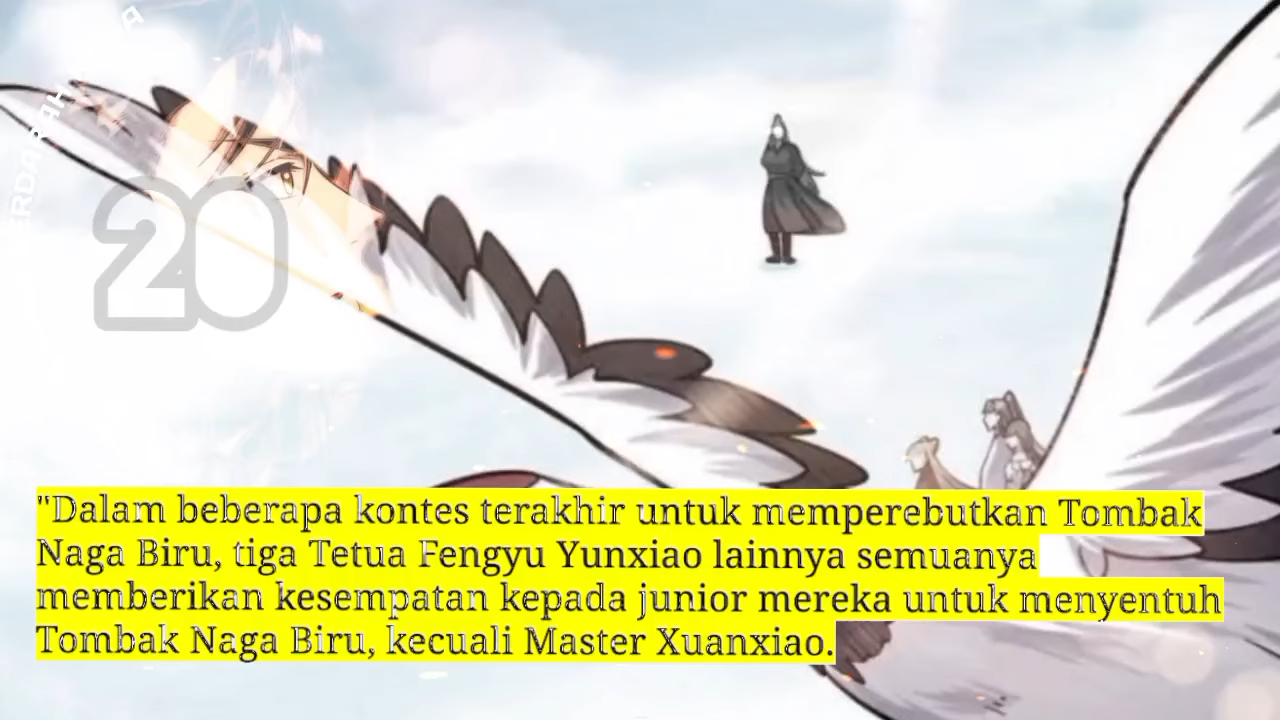 20
"Dalam beberapa kontes terakhir untuk memperebutkan Tombak
Naga Biru, tiga Tetua Fengyu Yunxiao lainnya semuanya
memberikan kesempatan kepada junior mereka untuk menyentuh
Tombak Naga Biru, kecuali Master Xuanxiao.